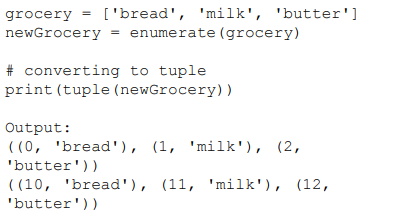 grocery = ['bread', 'milk', 'butter']
newGrocery = enumerate(grocery)

# converting to tuple
print(tuple(newGrocery))

Output:
((0, 'bread'), (1, 'milk'), (2,
'butter'))
((10, 'bread'), (11, 'milk'), (12,
'butter'))